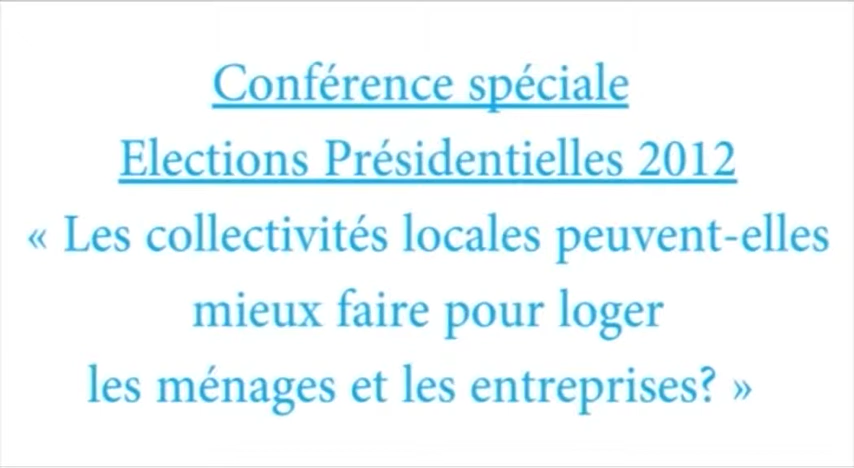 Conférence spéciale
Elections Présidentielles 2012
« Les collectivités locales peuvent-elles
mieux faire pour loger
les ménages et les entreprises? »